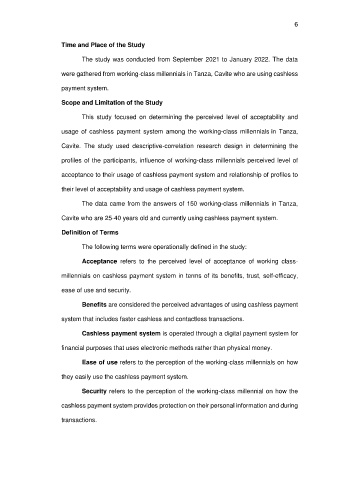 6
Time and Place of the Study
The study was conducted from September 2021 to January 2022. The data
were gathered from working-class millennials in Tanza, Cavite who are using cashless
payment system.
Scope and Limitation of the Study
This study focused on determining the perceived level of acceptability and
usage of cashless payment system among the working-class millennials in Tanza,
Cavite. The study used descriptive-correlation research design in determining the
profiles of the participants, influence of working-class millennials perceived level of
acceptance to their usage of cashless payment system and relationship of profiles to
their level of acceptability and usage of cashless payment system.
The data came from the answers of 150 working-class millennials in Tanza,
Cavite who are 25-40 years old and currently using cashless payment system.
Definition of Terms
The following terms were operationally defined in the study:
Acceptance refers to the perceived level of acceptance of working class-
millennials on cashless payment system in terms of its benefits, trust, self-efficacy,
ease of use and security.
Benefits are considered the perceived advantages of using cashless payment
system that includes faster cashless and contactless transactions.
Cashless payment system is operated through a digital payment system for
financial purposes that uses electronic methods rather than physical money.
Ease of use refers to the perception of the working-class millennials on how
they easily use the cashless payment system.
Security refers to the perception of the working-class millennial on how the
cashless payment system provides protection on their personal information and during
transactions.